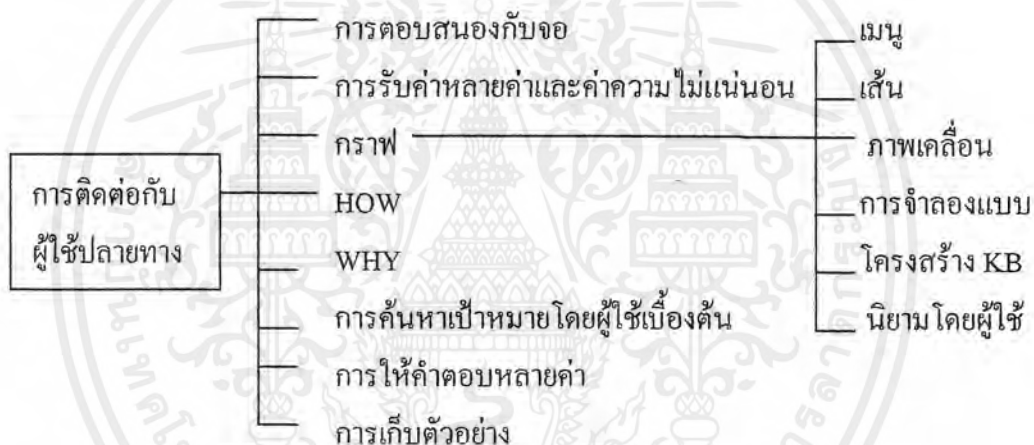 การติดต่อกับ
ผู้ใช้ปลายทาง
การตอบสนองกับจอ
การรับค่าหลายค่าและค่าความไม่แน่นอน
กราฟ
HOW
WHY
การค้นหาเป้าหมายโดยผู้ใช้เบื้องต้น
การให้คำตอบหลายค่า
การเก็บตัวอย่าง
เมนู
เส้น
ภาพเคลื่อน
การจำลองแบบ
โครงสร้าง KB
นิยามโดยผู้ใช้